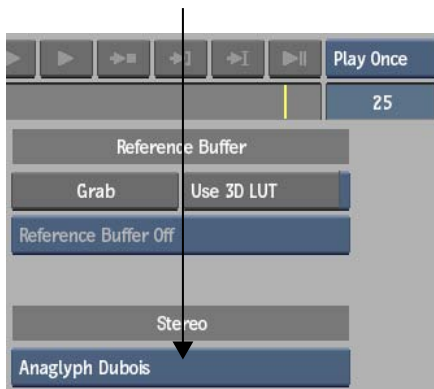 Play Once
25
Reference Buffer
Grab
Use 3D LUT
Reference Buffer Off
Stereo
Anaglyph Dubois